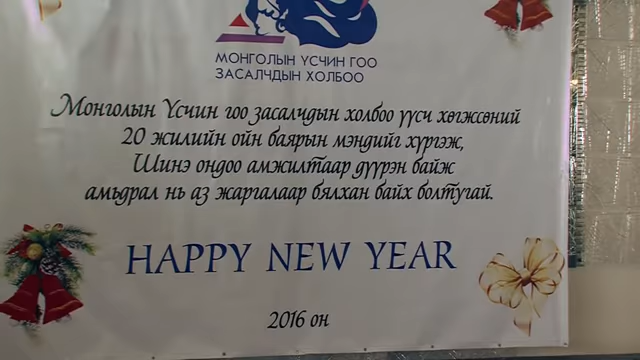 МОНГОЛЫН ҮСЧИН ГОО
ЗАСАЛЧДЫН ХОЛБОО
Монголын Үсчин гоо засалчдын холбоо үүсч хөгжсөний
20 жилийн ойн баярын мэндийг хүргэж,
Шинэ ондоо амжилтаар дүүрэн байж
амьдрал нь аз жаргалаар бялхан байх болтугай.
HAPPY NEW YEAR
2016 он